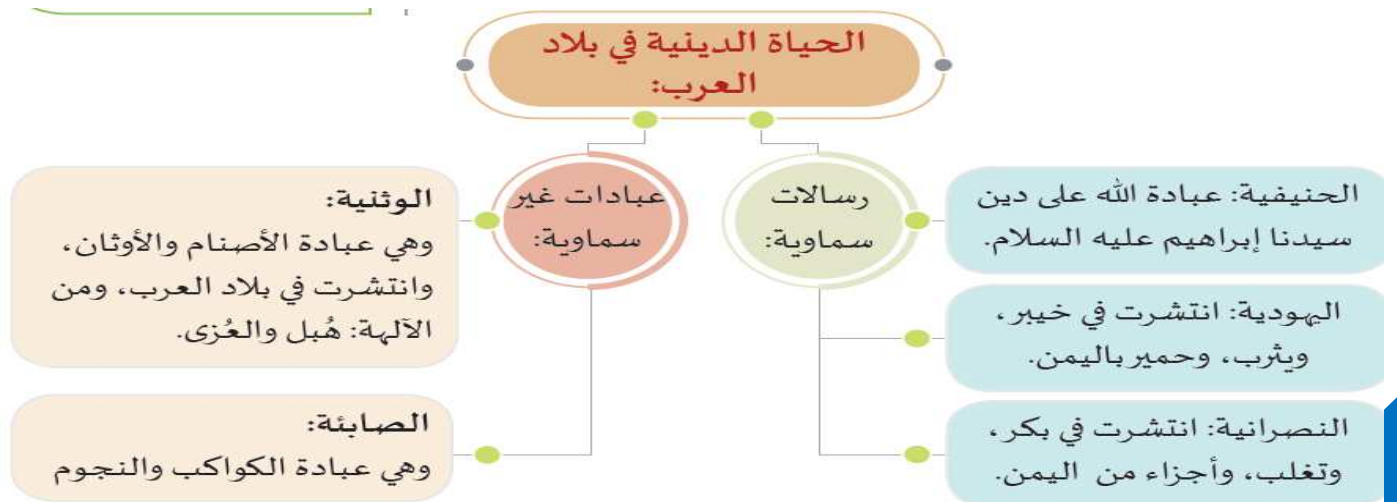 الحياة الدينية في بلاد
العرب:
رسالات
سماوية:
الحنيفية: عبادة الله على دين
سيدنا إبراهيم عليه السلام.
اليهودية: انتشرت في خيبر،
ويثرب، وحمير باليمن.
النصرانية: انتشرت في بكر،
وتغلب، وأجزاء من اليمن.
عبادات غير
سماوية:
الوثنية:
وهي عبادة الأصنام والأوثان،
وانتشرت في بلاد العرب، ومن
الآلهة: هُبل والعُزى.
الصابئة:
وهي عبادة الكواكب والنجوم